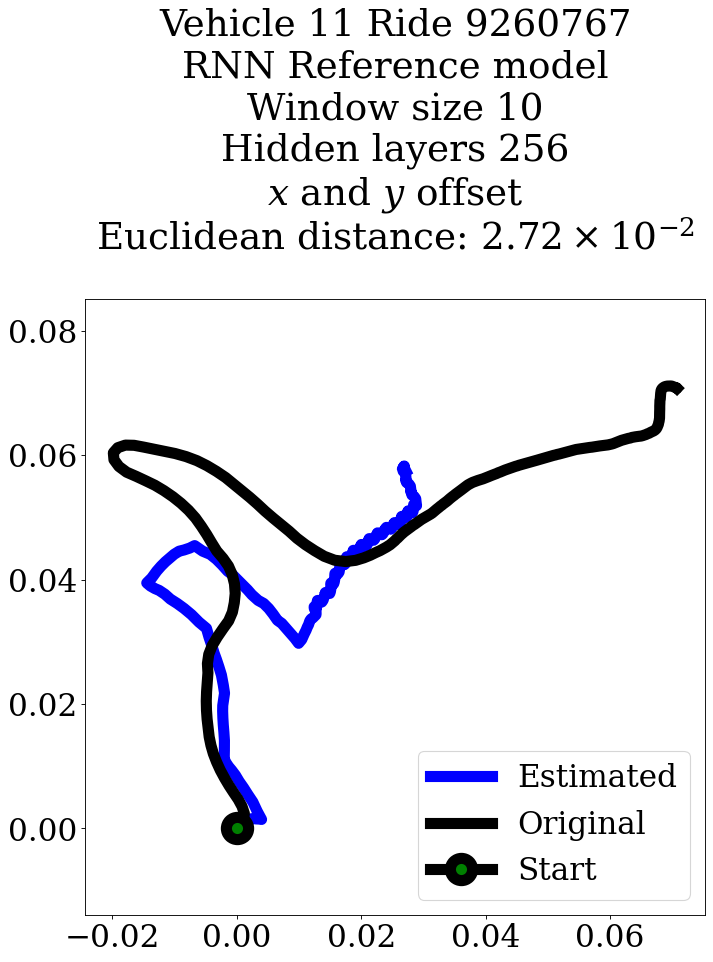 Vehicle 11 Ride 9260767
RNN Reference model
Window size 10
Hidden layers 256
x and y offset
Euclidean distance: 2.72 × 10⁻²
0.08
0.06
0.04
0.02
0.00
Estimated
Original
Start
−0.02 0.00 0.02 0.04 0.06